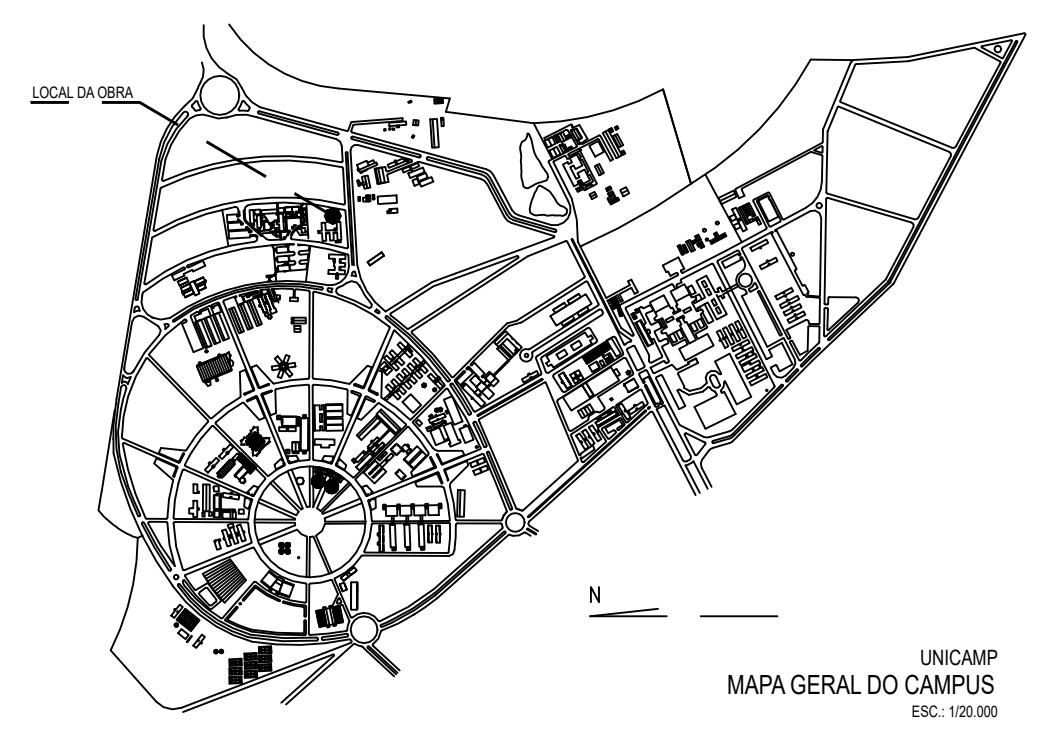 LOCAL DA OBRA
N
UNICAMP
MAPA GERAL DO CAMPUS
ESC.: 1/20.000